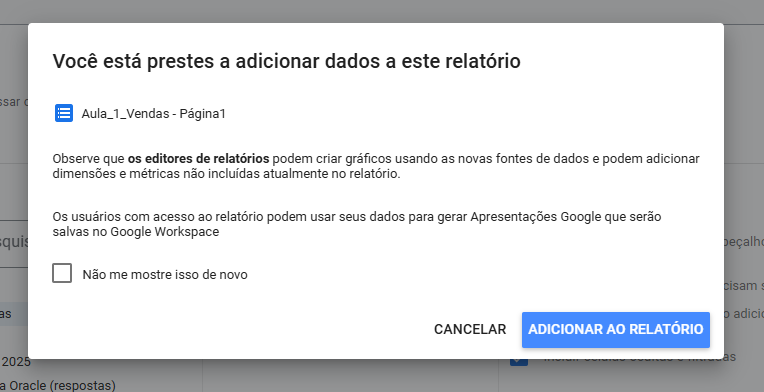 Você está prestes a adicionar dados a este relatório
ssar c
Aula_1_Vendas - Página1
Observe que os editores de relatórios podem criar gráficos usando as novas fontes de dados e podem adicionar
dimensões e métricas não incluídas atualmente no relatório.
Os usuários com acesso ao relatório podem usar seus dados para gerar Apresentações Google que serão
salvas no Google Workspace
squis
peçalho
Não me mostre isso de novo
cisam s
as
o adicio
CANCELAR
ADICIONAR AO RELATÓRIO
2025
a Oracle (respostas)